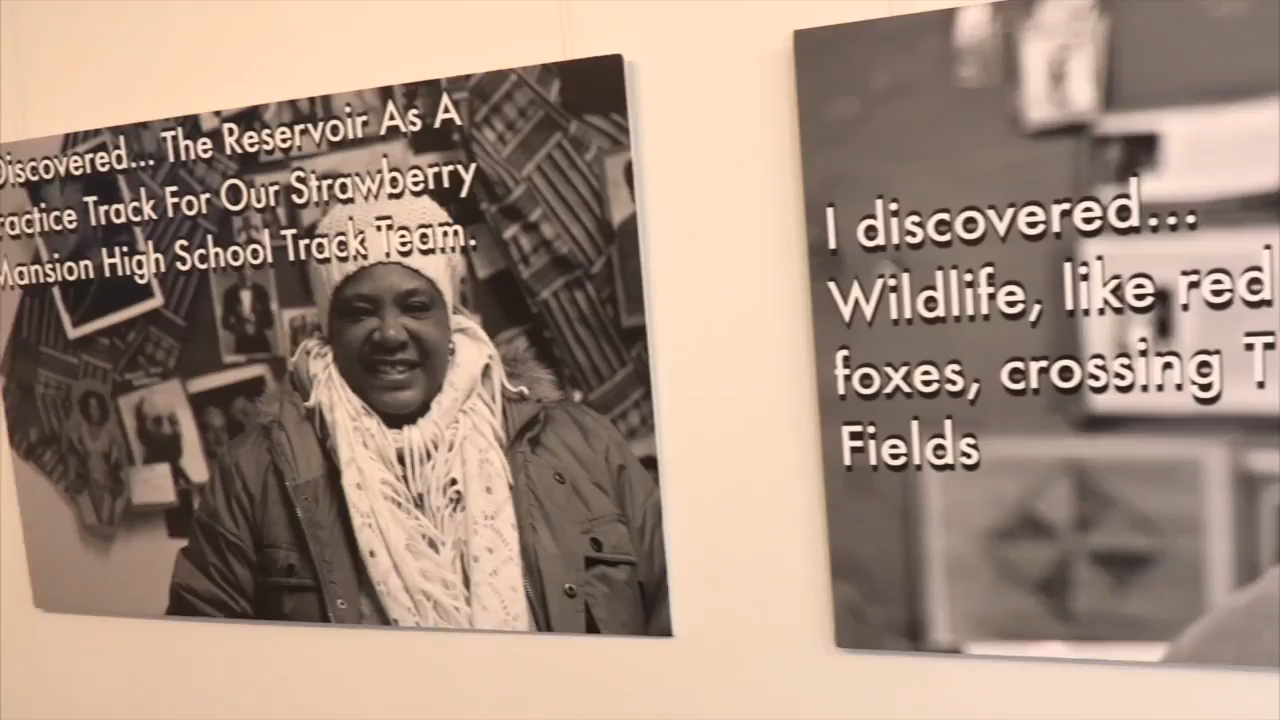 Discovered... The Reservoir As A
ractice Track For Our Strawberry
Mansion High School Track Team.
I discovered...
Wildlife, like red
foxes, crossing T
Fields